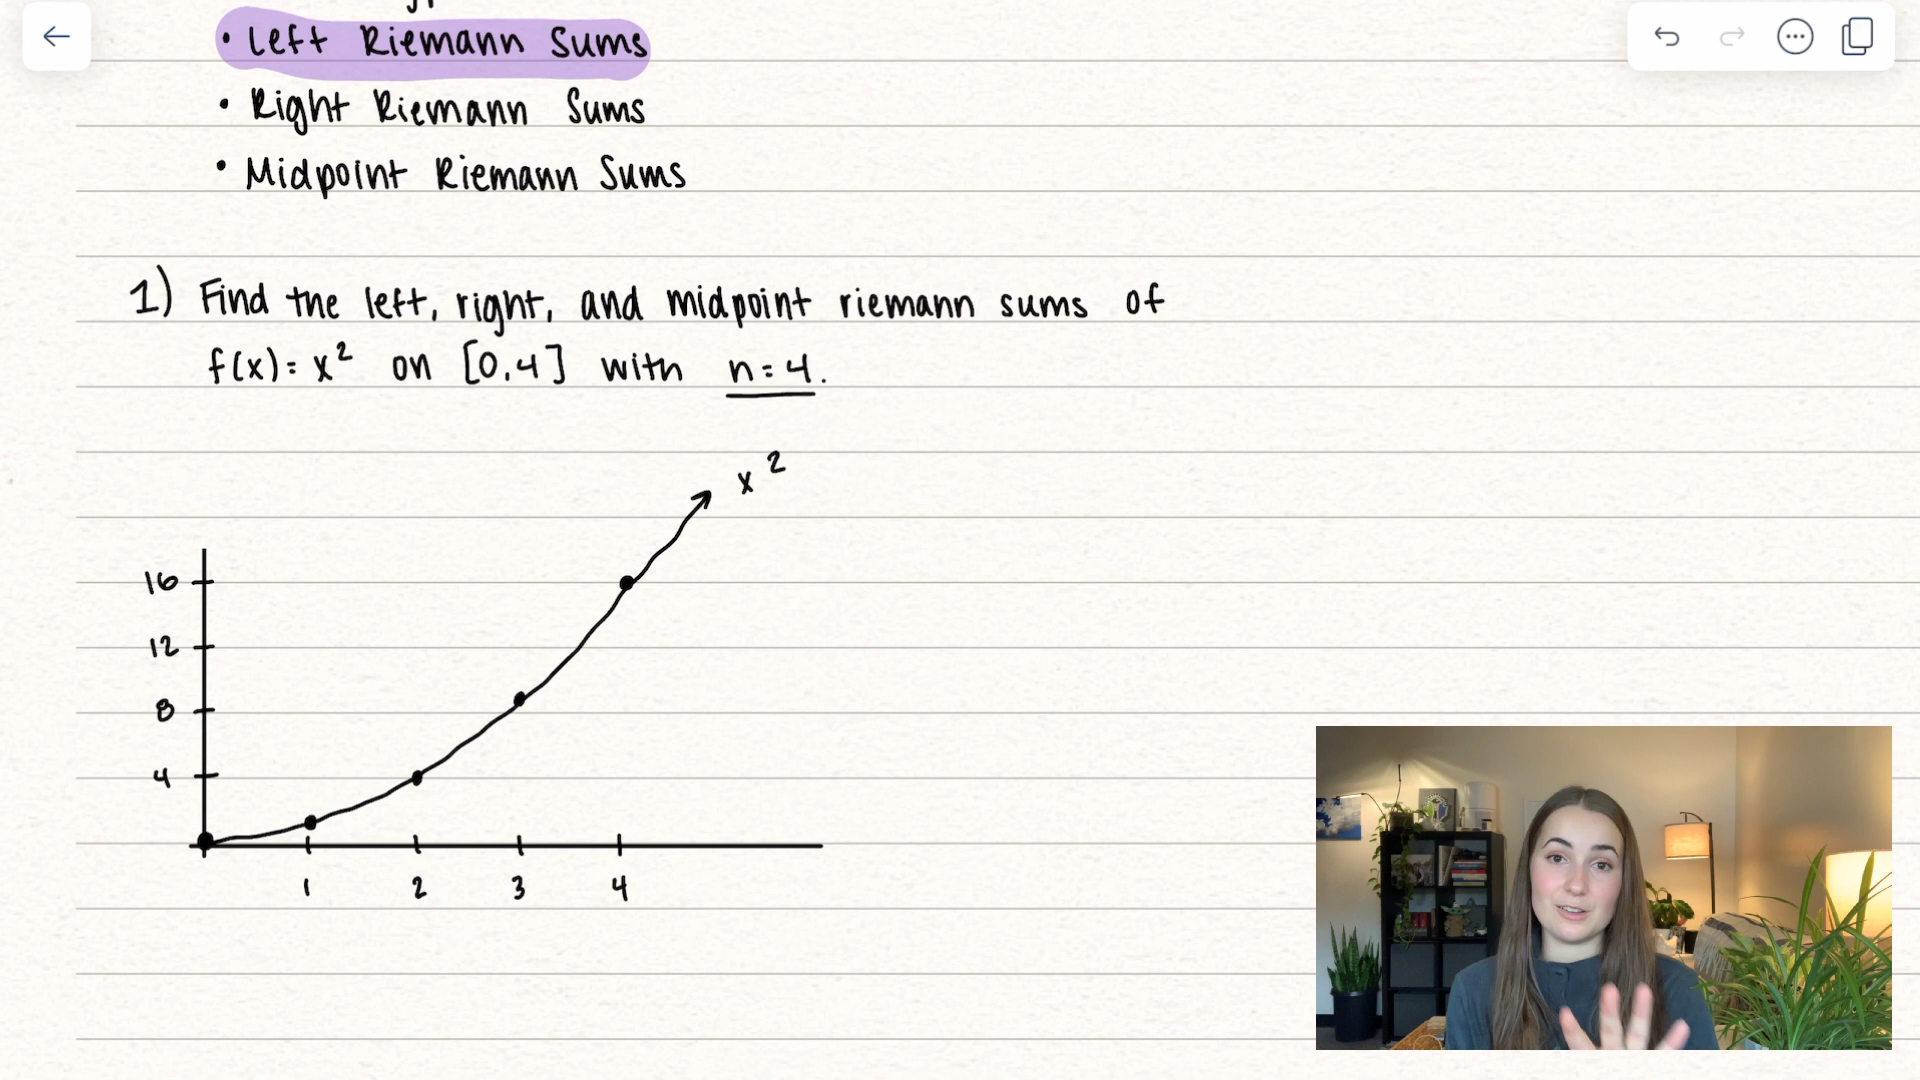 • Left Riemann Sums
• Right Riemann Sums
• Midpoint Riemann Sums
1) Find the left, right, and midpoint riemann sums of
f(x) = x² on [0,4] with n = 4.
x²
16
12
8
4
1 2 3 4